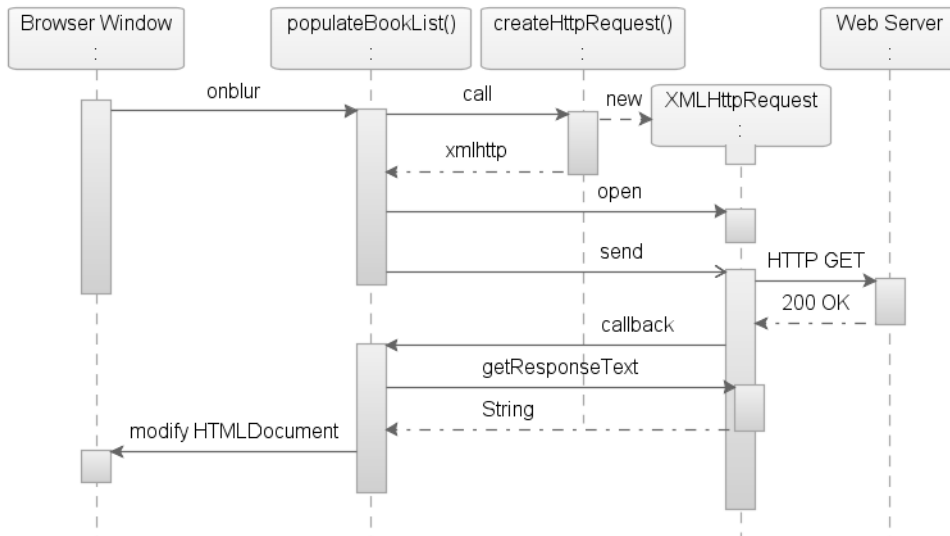 Browser Window
:
populateBookList()
:
createHttpRequest()
:
Web Server
:
onblur
call
new
XMLHttpRequest
:
xmlhttp
open
send
HTTP GET
200 OK
callback
getResponseText
String
modify HTMLDocument